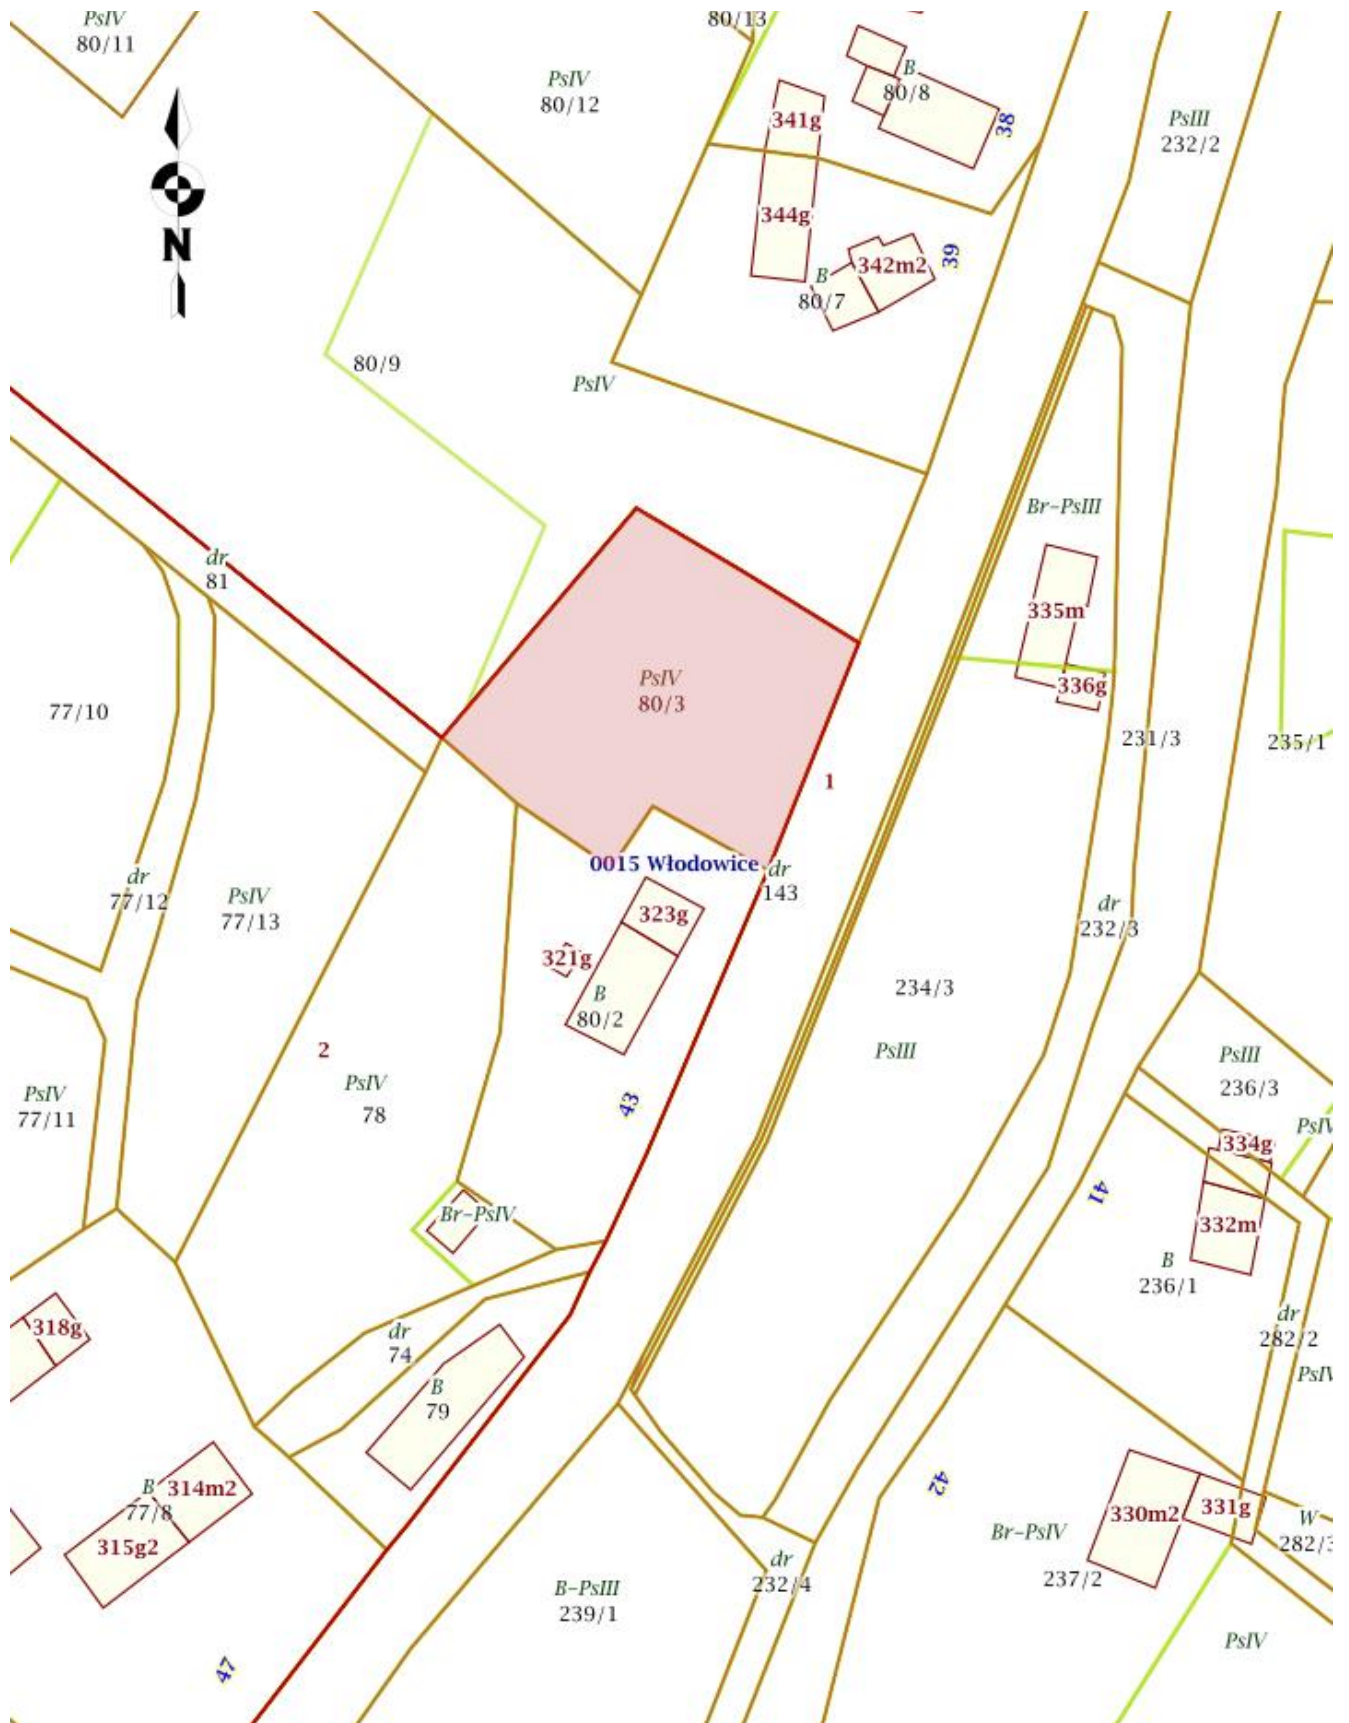 PsIV
80/11
80/13
PsIV
80/12
B
80/8
38
341g
PsIII
232/2
N
344g
39
342m2
B
80/7
80/9
PsIV
Br-PsIII
dr
81
335m
336g
PsIV
80/3
77/10
231/3
235/1
1
0015 Włodowice
dr
143
dr
77/12
PsIV
77/13
323g
dr
232/3
321g
B
80/2
234/3
2
PsIII
PsIII
236/3
PsIV
78
PsIV
77/11
43
PsIV
334g
41
Br-PsIV
332m
B
236/1
318g
dr
74
dr
282/2
PsIV
B
79
B
77/8
314m2
42
315g2
330m2
331g
Br-PsIV
W
282/3
dr
232/4
237/2
B-PsIII
239/1
PsIV
47